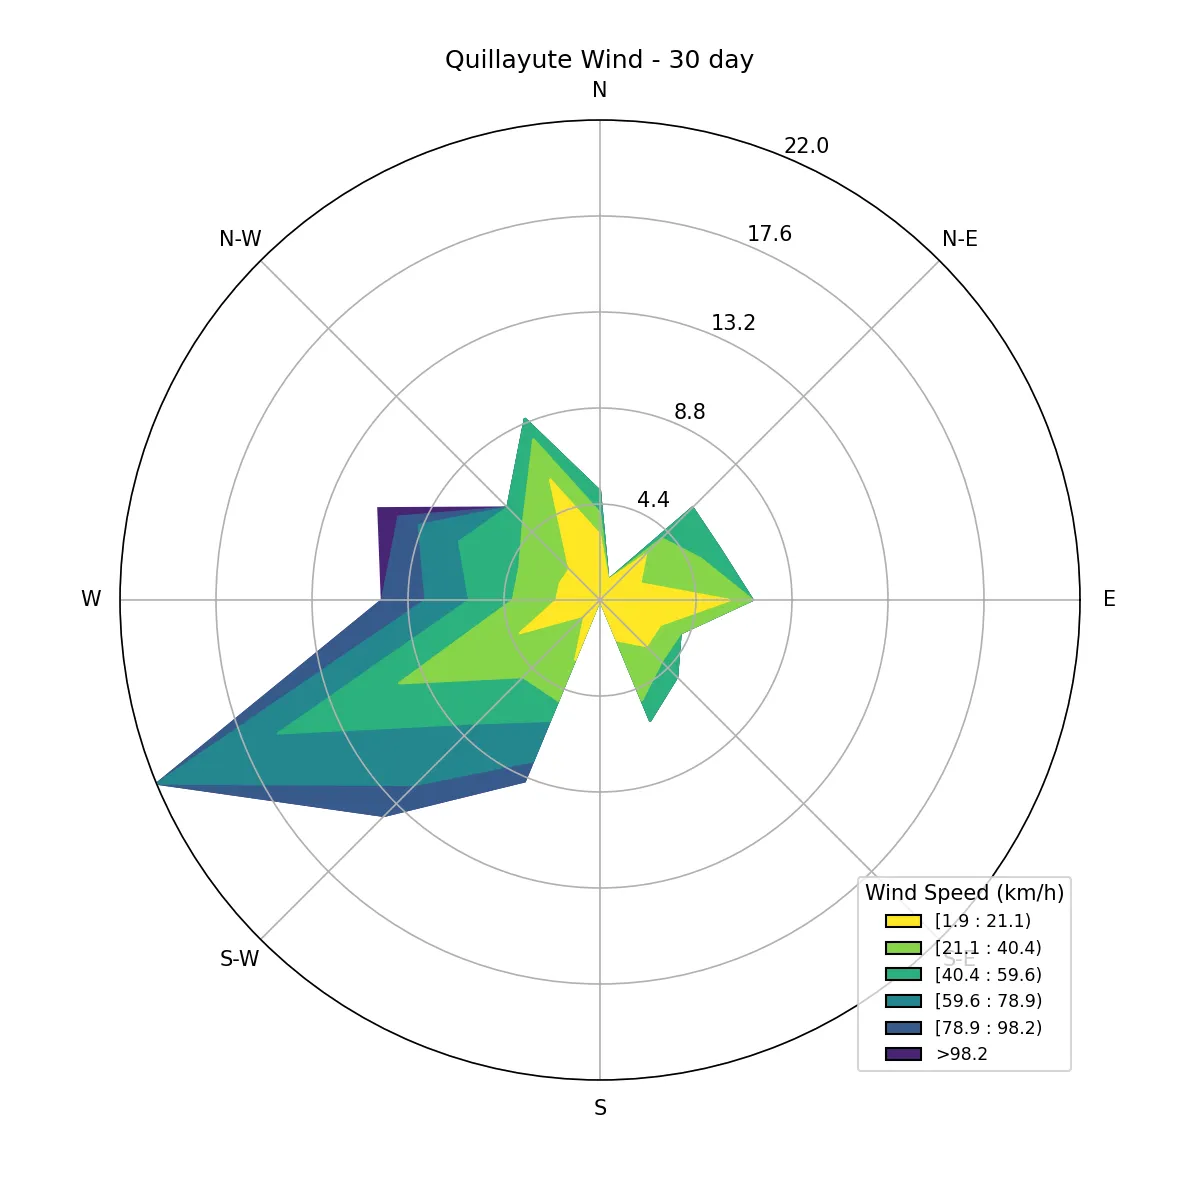 Quillayute Wind - 30 day
N
22.0
17.6
N-W
N-E
13.2
8.8
4.4
W
E
Wind Speed (km/h)
[1.9 : 21.1)
[21.1 : 40.4)
S-W
S-E
[40.4 : 59.6)
[59.6 : 78.9)
[78.9 : 98.2)
>98.2
S